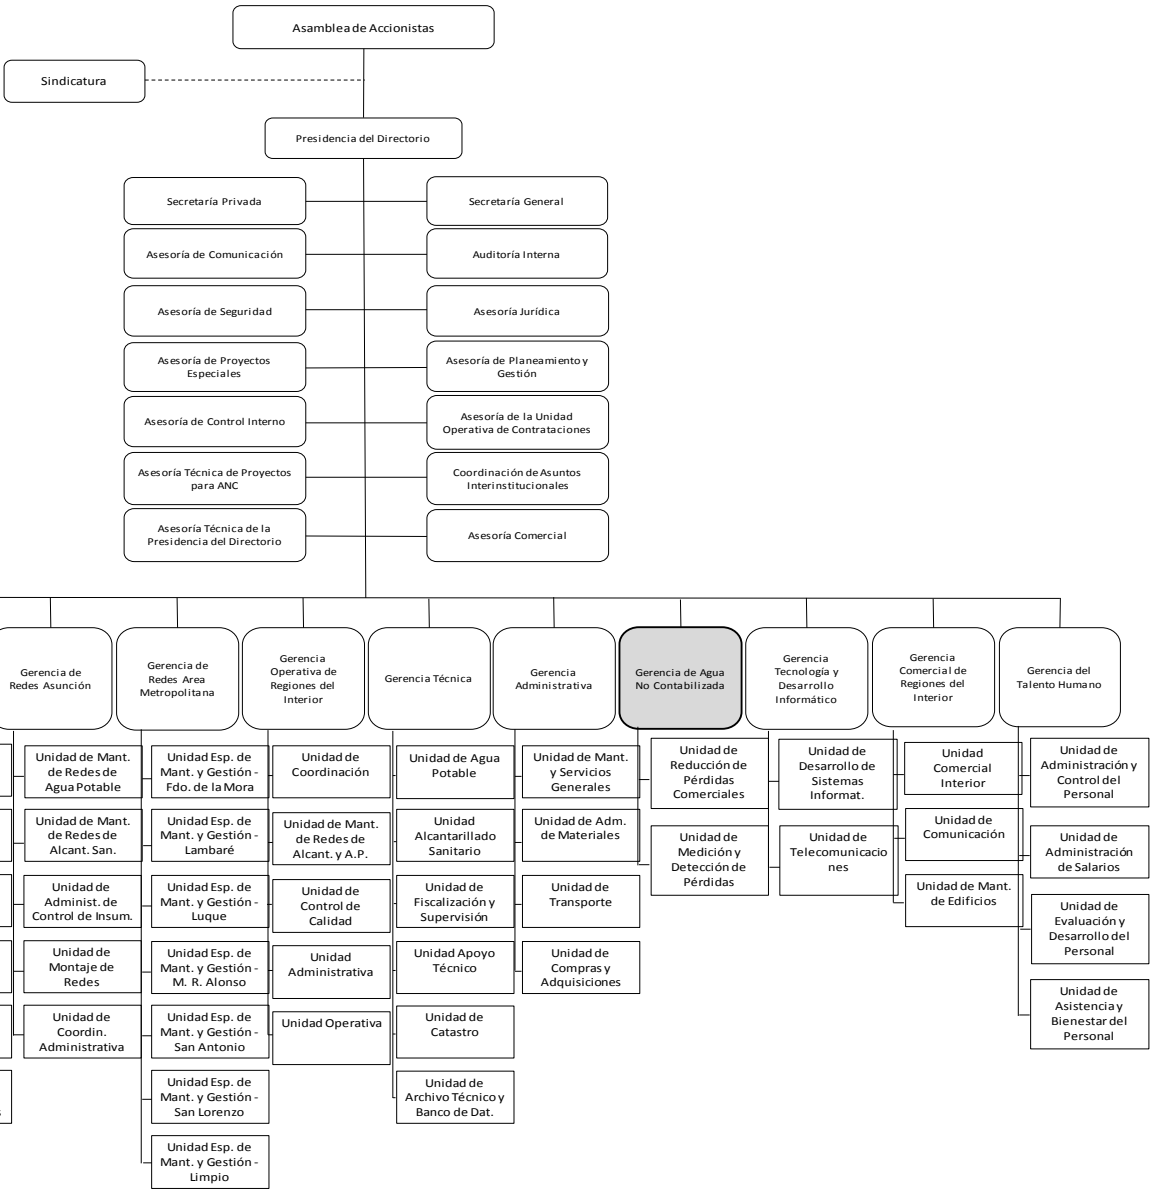 Asamblea de Accionistas
Sindicatura
Presidencia del Directorio
Secretaría Privada
Secretaría General
Asesoría de Comunicación
Auditoría Interna
Asesoría de Seguridad
Asesoría Jurídica
Asesoría de Proyectos
Especiales
Asesoría de Planeamiento y
Gestión
Asesoría de Control Interno
Asesoría de la Unidad
Operativa de Contrataciones
Asesoría Técnica de Proyectos
para ANC
Coordinación de Asuntos
Interinstitucionales
Asesoría Técnica de la
Presidencia del Directorio
Asesoría Comercial
Gerencia de
Redes Asunción
Gerencia de
Redes Area
Metropolitana
Gerencia
Operativa de
Regiones del
Interior
Gerencia Técnica
Gerencia
Administrativa
Gerencia de Agua
No Contabilizada
Gerencia
Tecnología y
Desarrollo
Informático
Gerencia
Comercial de
Regiones del
Interior
Gerencia del
Talento Humano
Unidad de Mant.
de Redes de
Agua Potable
Unidad de Mant.
de Redes de
Alcant. San.
Unidad de
Administ. de
Control de Insum.
Unidad de
Montaje de
Redes
Unidad de
Coordin.
Administrativa
Unidad Esp. de
Mant. y Gestión -
Fdo. de la Mora
Unidad Esp. de
Mant. y Gestión -
Lambaré
Unidad Esp. de
Mant. y Gestión -
Luque
Unidad Esp. de
Mant. y Gestión -
M. R. Alonso
Unidad Esp. de
Mant. y Gestión -
San Antonio
Unidad Esp. de
Mant. y Gestión -
San Lorenzo
Unidad Esp. de
Mant. y Gestión -
Limpio
Unidad de
Coordinación
Unidad de Mant.
de Redes de
Alcant. y A.P.
Unidad de
Control de
Calidad
Unidad
Administrativa
Unidad Operativa
Unidad de Agua
Potable
Unidad
Alcantarillado
Sanitario
Unidad de
Fiscalización y
Supervisión
Unidad Apoyo
Técnico
Unidad de
Catastro
Unidad de
Archivo Técnico y
Banco de Dat.
Unidad de Mant.
y Servicios
Generales
Unidad de Adm.
de Materiales
Unidad de
Transporte
Unidad de
Compras y
Adquisiciones
Unidad de
Reducción de
Pérdidas
Comerciales
Unidad de
Medición y
Detección de
Pérdidas
Unidad de
Desarrollo de
Sistemas
Informat.
Unidad de
Telecomunicacio
nes
Unidad
Comercial
Interior
Unidad de
Comunicación
Unidad de Mant.
de Edificios
Unidad de
Administración y
Control del
Personal
Unidad de
Administración
de Salarios
Unidad de
Evaluación y
Desarrollo del
Personal
Unidad de
Asistencia y
Bienestar del
Personal